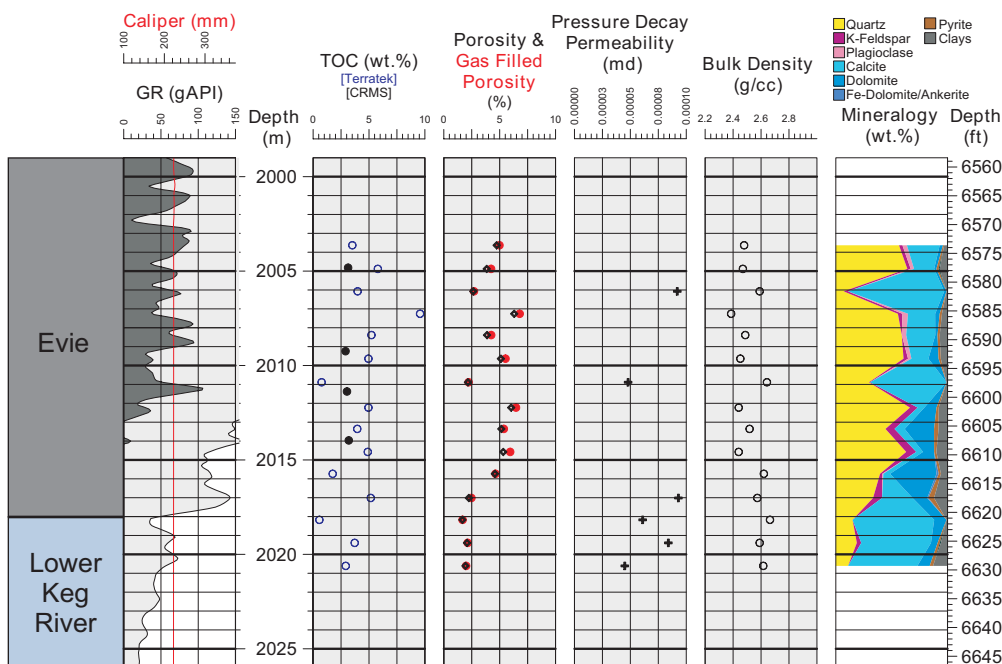 Caliper (mm)
100 300
GR (gAPI)
0 50 100 150
Depth
(m)
TOC (wt.%)
[Terratek]
[CRMS]
0 5 10
Porosity &
Gas Filled
Porosity
(%)
0 5 10
Pressure Decay
Permeability
(md)
0.00000 0.00003 0.00005 0.00008 0.00010
Bulk Density
(g/cc)
2.2 2.4 2.6 2.8
Quartz
K-Feldspar
Plagioclase
Calcite
Dolomite
Fe-Dolomite/Ankerite
Pyrite
Clays
Mineralogy
(wt.%)
Depth
(ft)
Evie
Lower
Keg
River
2000
2005
2010
2015
2020
2025
6560
6565
6570
6575
6580
6585
6590
6595
6600
6605
6610
6615
6620
6625
6630
6635
6640
6645